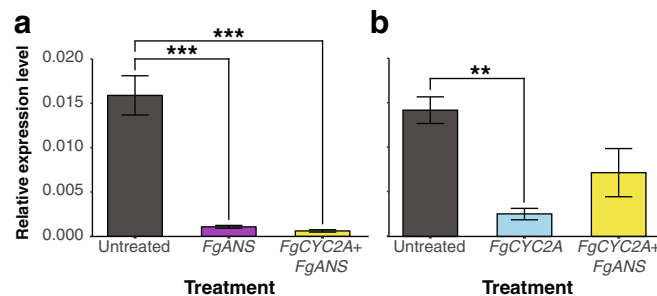 a
***
***
Relative expression level
0.020
0.015
0.010
0.005
0.000
Untreated
FgANS
FgCYC2A+
FgANS
Treatment
b
**
Untreated
FgCYC2A
FgCYC2A+
FgANS
Treatment